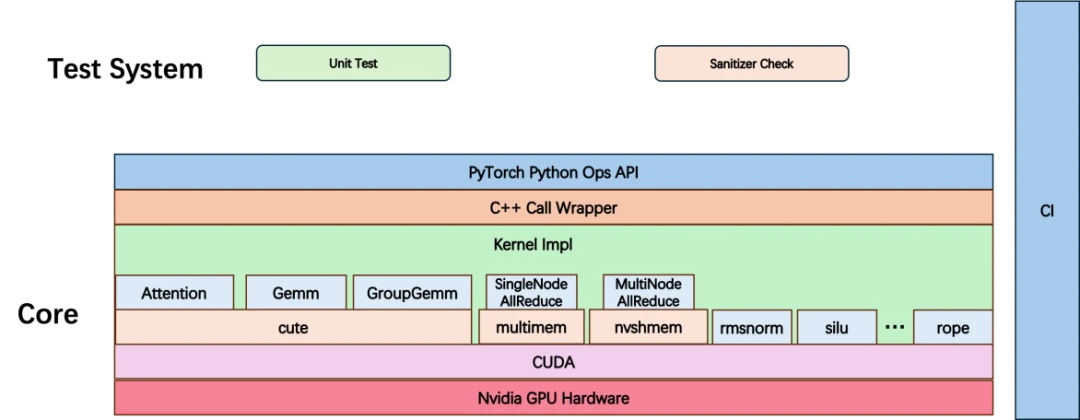 Test System
Unit Test
Sanitizer Check
CI
PyTorch Python Ops API
C++ Call Wrapper
Kernel Impl
Attention
Gemm
GroupGemm
SingleNode
AllReduce
MultiNode
AllReduce
Core
cute
multimem
nvshmem
rmsnorm
silu
...
rope
CUDA
Nvidia GPU Hardware